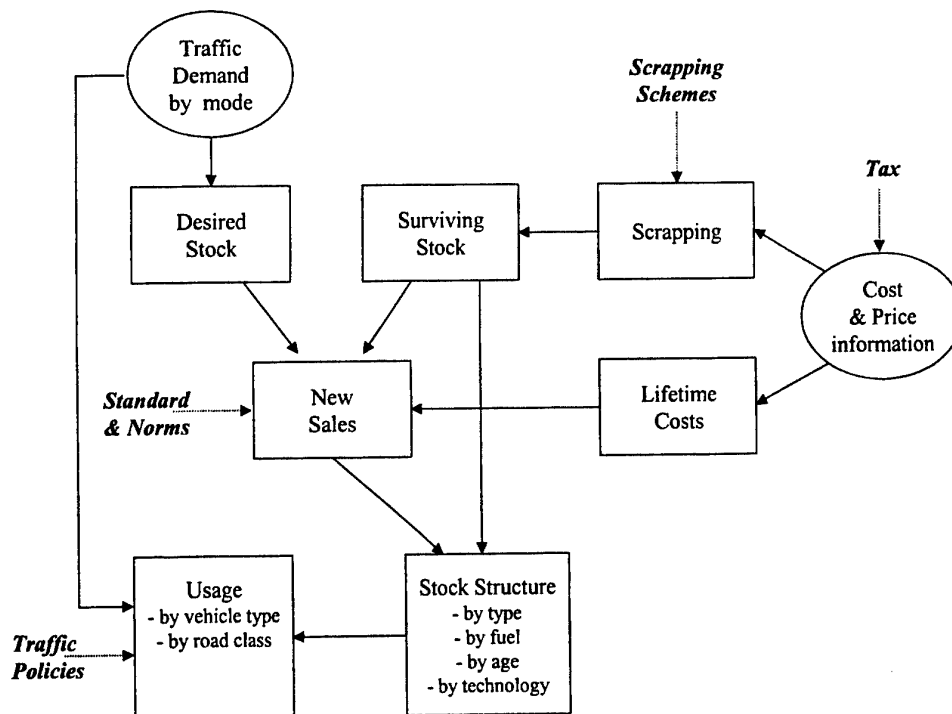 Traffic
Demand
by mode
Scrapping
Schemes
Tax
Desired
Stock
Surviving
Stock
Scrapping
Cost
& Price
information
Standard
& Norms
New
Sales
Lifetime
Costs
Usage
- by vehicle type
- by road class
Traffic
Policies
Stock Structure
- by type
- by fuel
- by age
- by technology